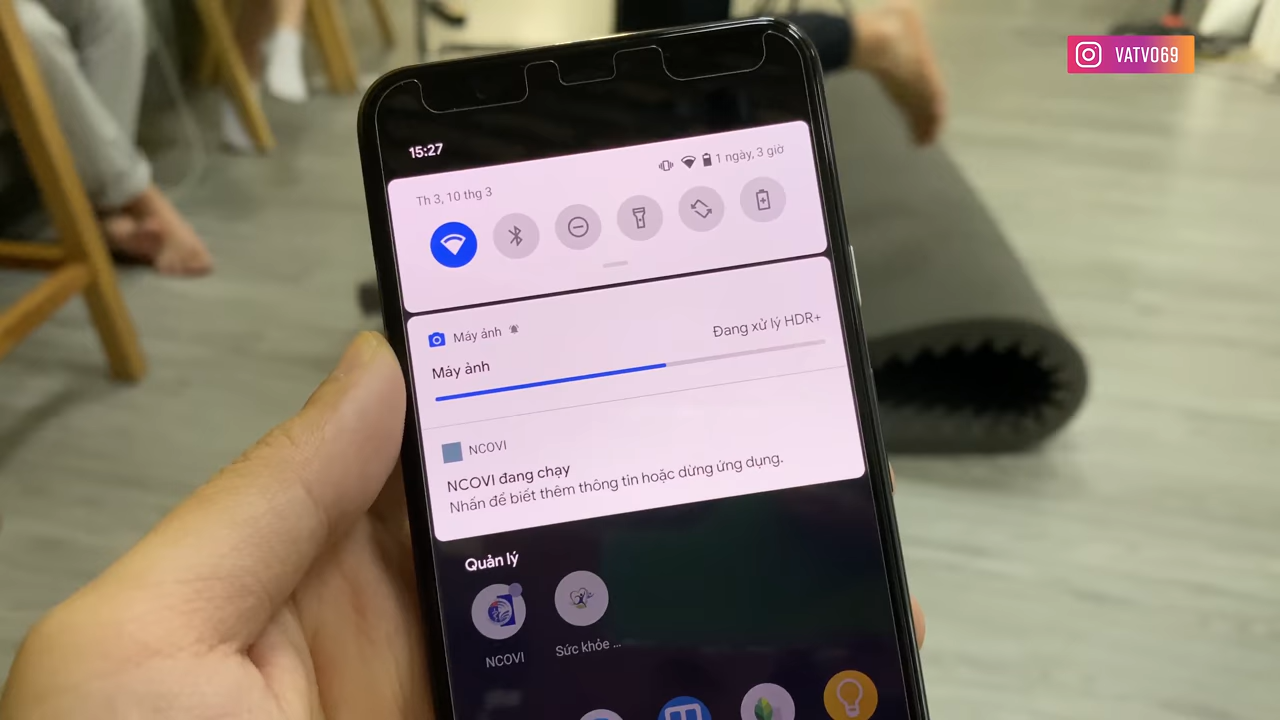 VATVO69
15:27
1 ngày, 3 giờ
Th 3, 10 thg 3
Máy ảnh
Đang xử lý HDR+
Máy ảnh
NCOVI
NCOVI đang chạy
Nhấn để biết thêm thông tin hoặc dừng ứng dụng.
Quản lý
NCOVI
Sức khỏe ...